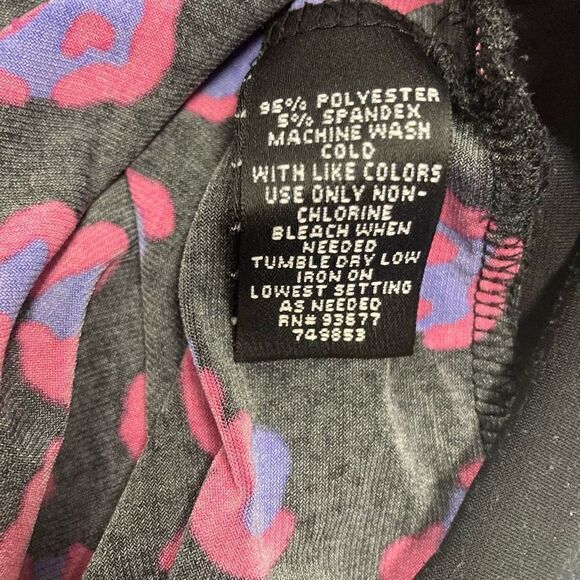 95% POLYESTER
5% SPANDEX
MACHINE WASH
COLD
WITH LIKE COLORS
USE ONLY NON-
CHLORINE
BLEACH WHEN
NEEDED
TUMBLE DRY LOW
IRON ON
LOWEST SETTING
AS NEEDED
RN# 93677
749853